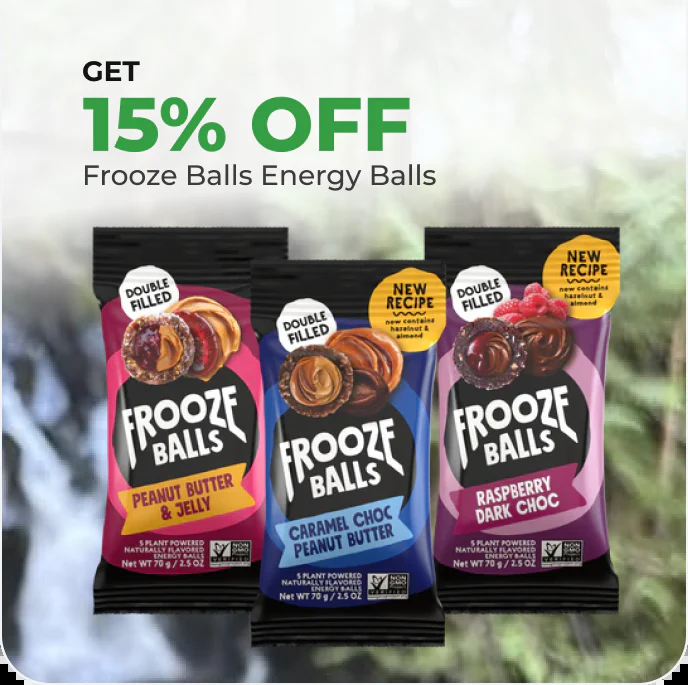 GET
15% OFF
Frooze Balls Energy Balls
DOUBLE
FILLED
FROOZE
BALLS
PEANUT BUTTER
& JELLY
5 PLANT POWERED
NATURALLY FLAVORED
ENERGY BALLS
Net WT 70 g / 2.5 OZ
NON
GMO
VERIFIED
DOUBLE
FILLED
NEW
RECIPE
now contains
hazelnut &
almond
FROOZE
BALLS
CARAMEL CHOC
PEANUT BUTTER
5 PLANT POWERED
NATURALLY FLAVORED
ENERGY BALLS
Net WT 70 g / 2.5 OZ
NON
GMO
VERIFIED
DOUBLE
FILLED
NEW
RECIPE
now contains
hazelnut &
almond
FROOZE
BALLS
RASPBERRY
DARK CHOC
5 PLANT POWERED
NATURALLY FLAVORED
ENERGY BALLS
Net WT 70 g / 2.5 OZ
NON
GMO
VERIFIED